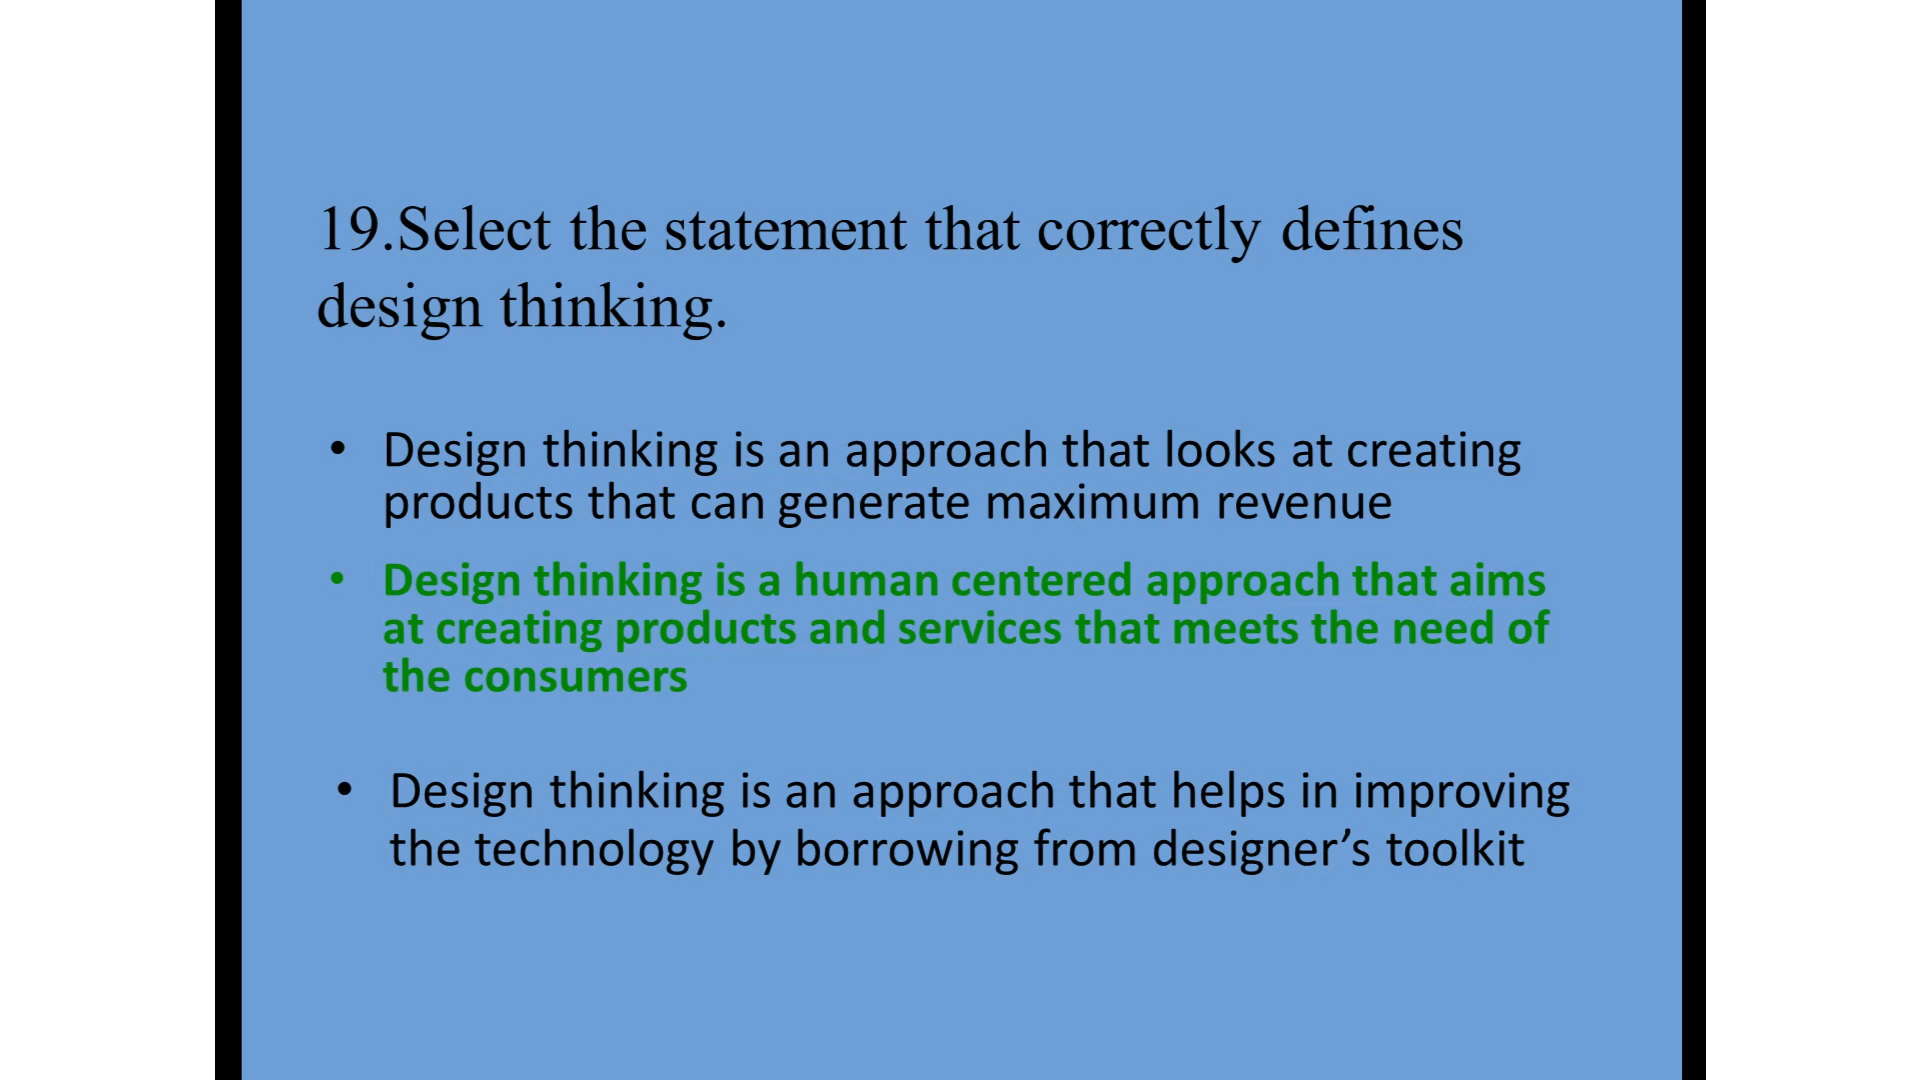 19.Select the statement that correctly defines
design thinking.
• Design thinking is an approach that looks at creating
products that can generate maximum revenue
• Design thinking is a human centered approach that aims
at creating products and services that meets the need of
the consumers
• Design thinking is an approach that helps in improving
the technology by borrowing from designer’s toolkit